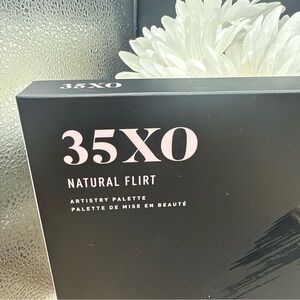 35XO
35XO
NATURAL FLIRT
ARTISTRY PALETTE
PALETTE DE MISE EN BEAUTÉ